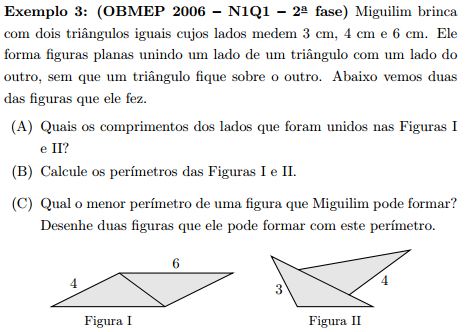 Exemplo 3: (OBMEP 2006 – N1Q1 – 2ª fase) Miguilim brinca
com dois triângulos iguais cujos lados medem 3 cm, 4 cm e 6 cm. Ele
forma figuras planas unindo um lado de um triângulo com um lado do
outro, sem que um triângulo fique sobre o outro. Abaixo vemos duas
das figuras que ele fez.
(A) Quais os comprimentos dos lados que foram unidos nas Figuras I
e II?
(B) Calcule os perímetros das Figuras I e II.
(C) Qual o menor perímetro de uma figura que Miguilim pode formar?
Desenhe duas figuras que ele pode formar com este perímetro.
4
6
3
4
Figura I
Figura II